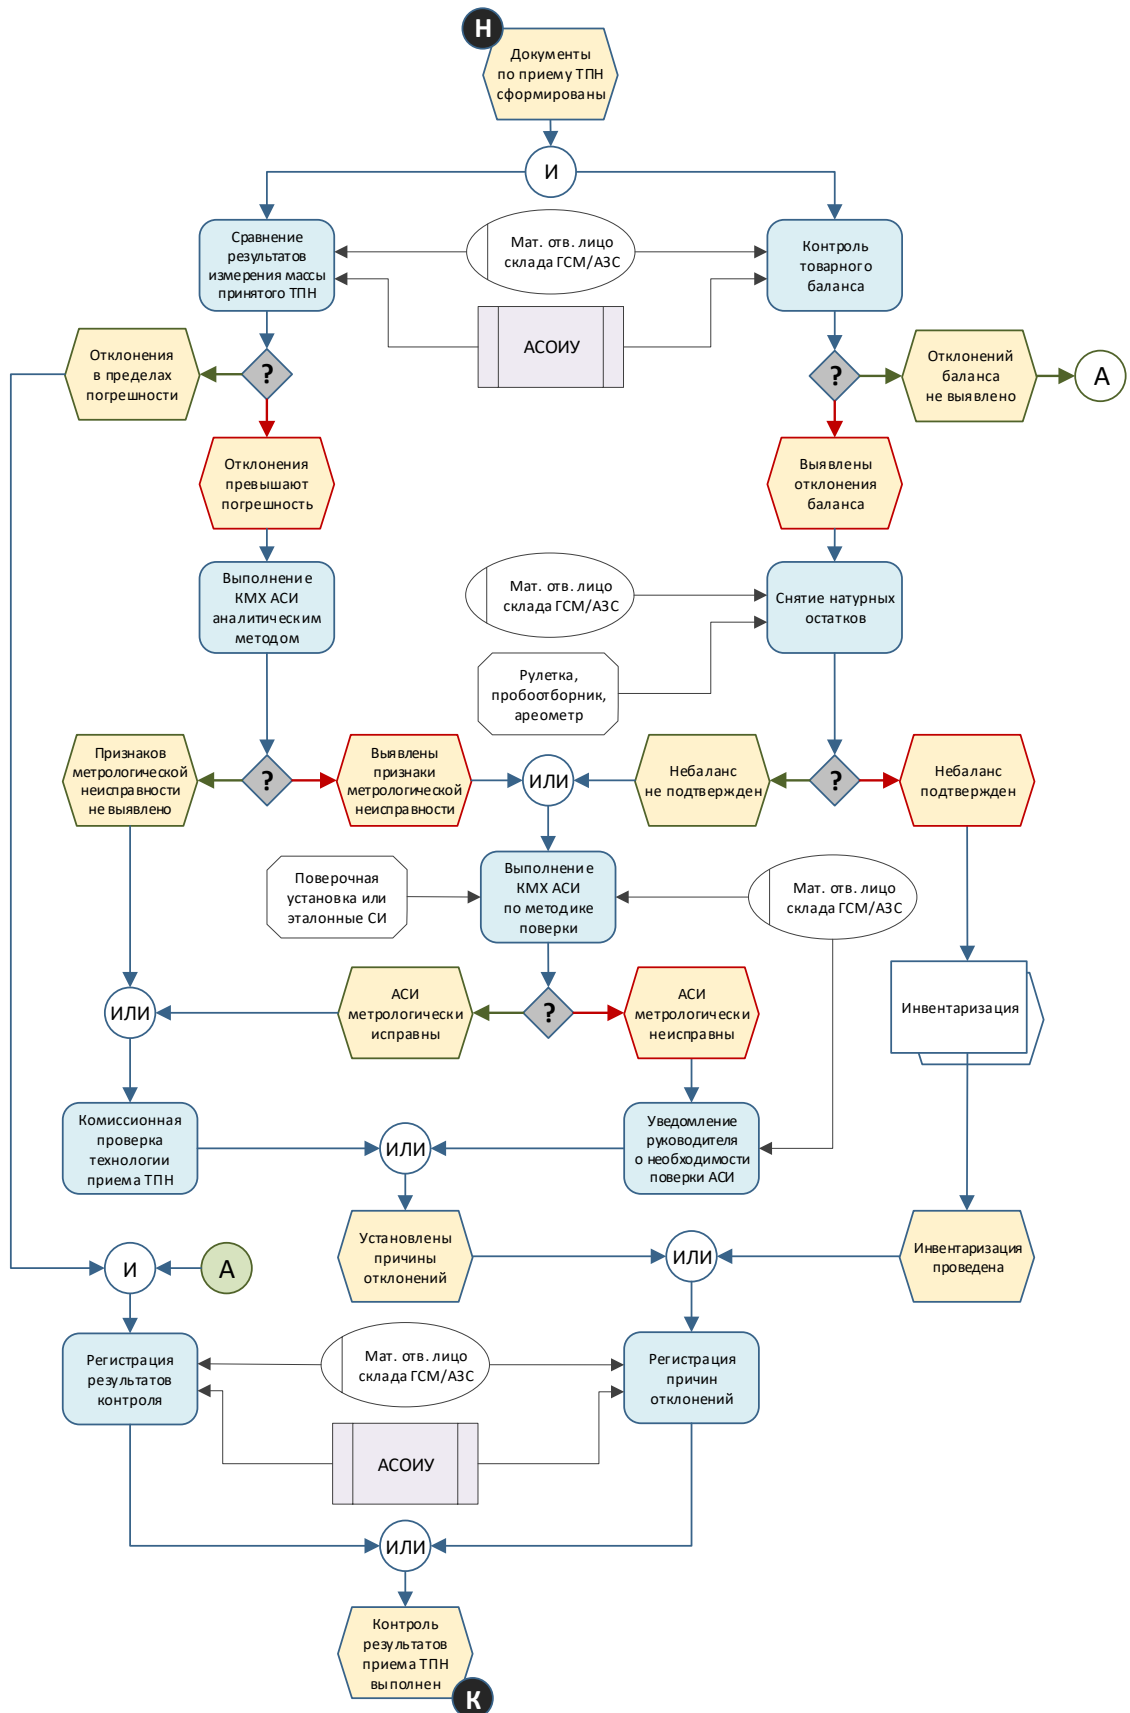 Н
Документы
по приему ТПН
сформированы
И
Сравнение
результатов
измерения массы
принятого ТПН
Мат. отв. лицо
склада ГСМ/АЗС
Контроль
товарного
баланса
АСОИУ
Отклонения
в пределах
погрешности
?
?
Отклонений
баланса
не выявлено
А
Отклонения
превышают
погрешность
Выявлены
отклонения
баланса
Выполнение
КМХ АСИ
аналитическим
методом
Мат. отв. лицо
склада ГСМ/АЗС
Снятие натурных
остатков
Рулетка,
пробоотборник,
ареометр
Признаков
метрологической
неисправности
не выявлено
?
Выявлены
признаки
метрологической
неисправности
ИЛИ
Небаланс
не подтвержден
?
Небаланс
подтвержден
Поверочная
установка или
эталонные СИ
Выполнение
КМХ АСИ
по методике
поверки
Мат. отв. лицо
склада ГСМ/АЗС
ИЛИ
АСИ
метрологически
исправны
?
АСИ
метрологически
неисправны
Инвентаризация
Комиссионная
проверка
технологии
приема ТПН
ИЛИ
Уведомление
руководителя
о необходимости
поверки АСИ
И
А
Установлены
причины
отклонений
ИЛИ
Инвентаризация
проведена
Регистрация
результатов
контроля
Мат. отв. лицо
склада ГСМ/АЗС
Регистрация
причин
отклонений
АСОИУ
ИЛИ
Контроль
результатов
приема ТПН
выполнен
К